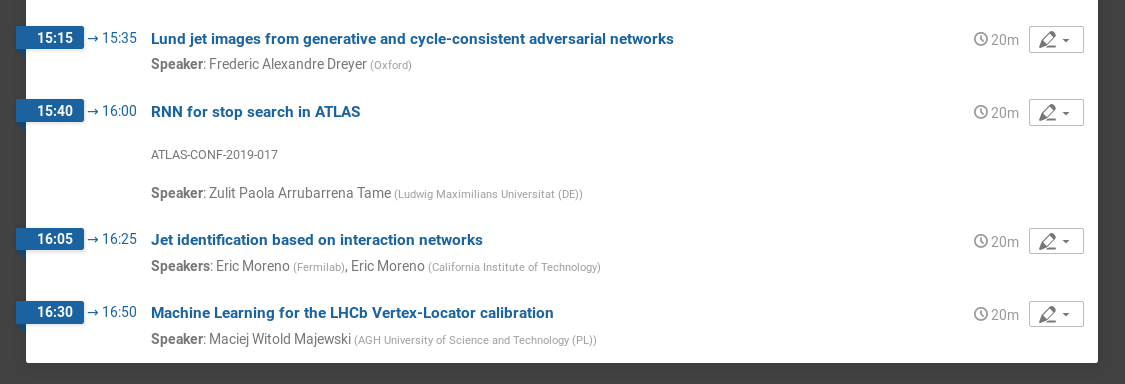 15:15 → 15:35 Lund jet images from generative and cycle-consistent adversarial networks 20m
Speaker: Frederic Alexandre Dreyer (Oxford)
15:40 → 16:00 RNN for stop search in ATLAS 20m
ATLAS-CONF-2019-017
Speaker: Zulit Paola Arrubarrena Tame (Ludwig Maximilians Universitat (DE))
16:05 → 16:25 Jet identification based on interaction networks 20m
Speakers: Eric Moreno (Fermilab), Eric Moreno (California Institute of Technology)
16:30 → 16:50 Machine Learning for the LHCb Vertex-Locator calibration 20m
Speaker: Maciej Witold Majewski (AGH University of Science and Technology (PL))